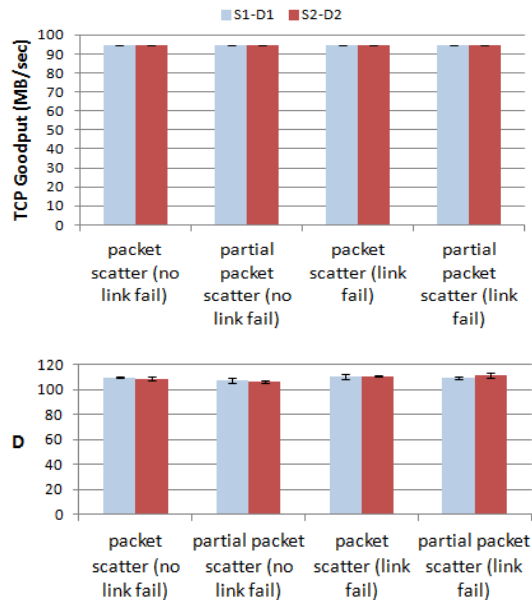 S1-D1 S2-D2
TCP Goodput (MB/sec)
100
90
80
70
60
50
40
30
20
10
0
packet scatter (no link fail)
partial packet scatter (no link fail)
packet scatter (link fail)
partial packet scatter (link fail)
D
120
100
80
60
40
20
0
packet scatter (no link fail)
partial packet scatter (no link fail)
packet scatter (link fail)
partial packet scatter (link fail)